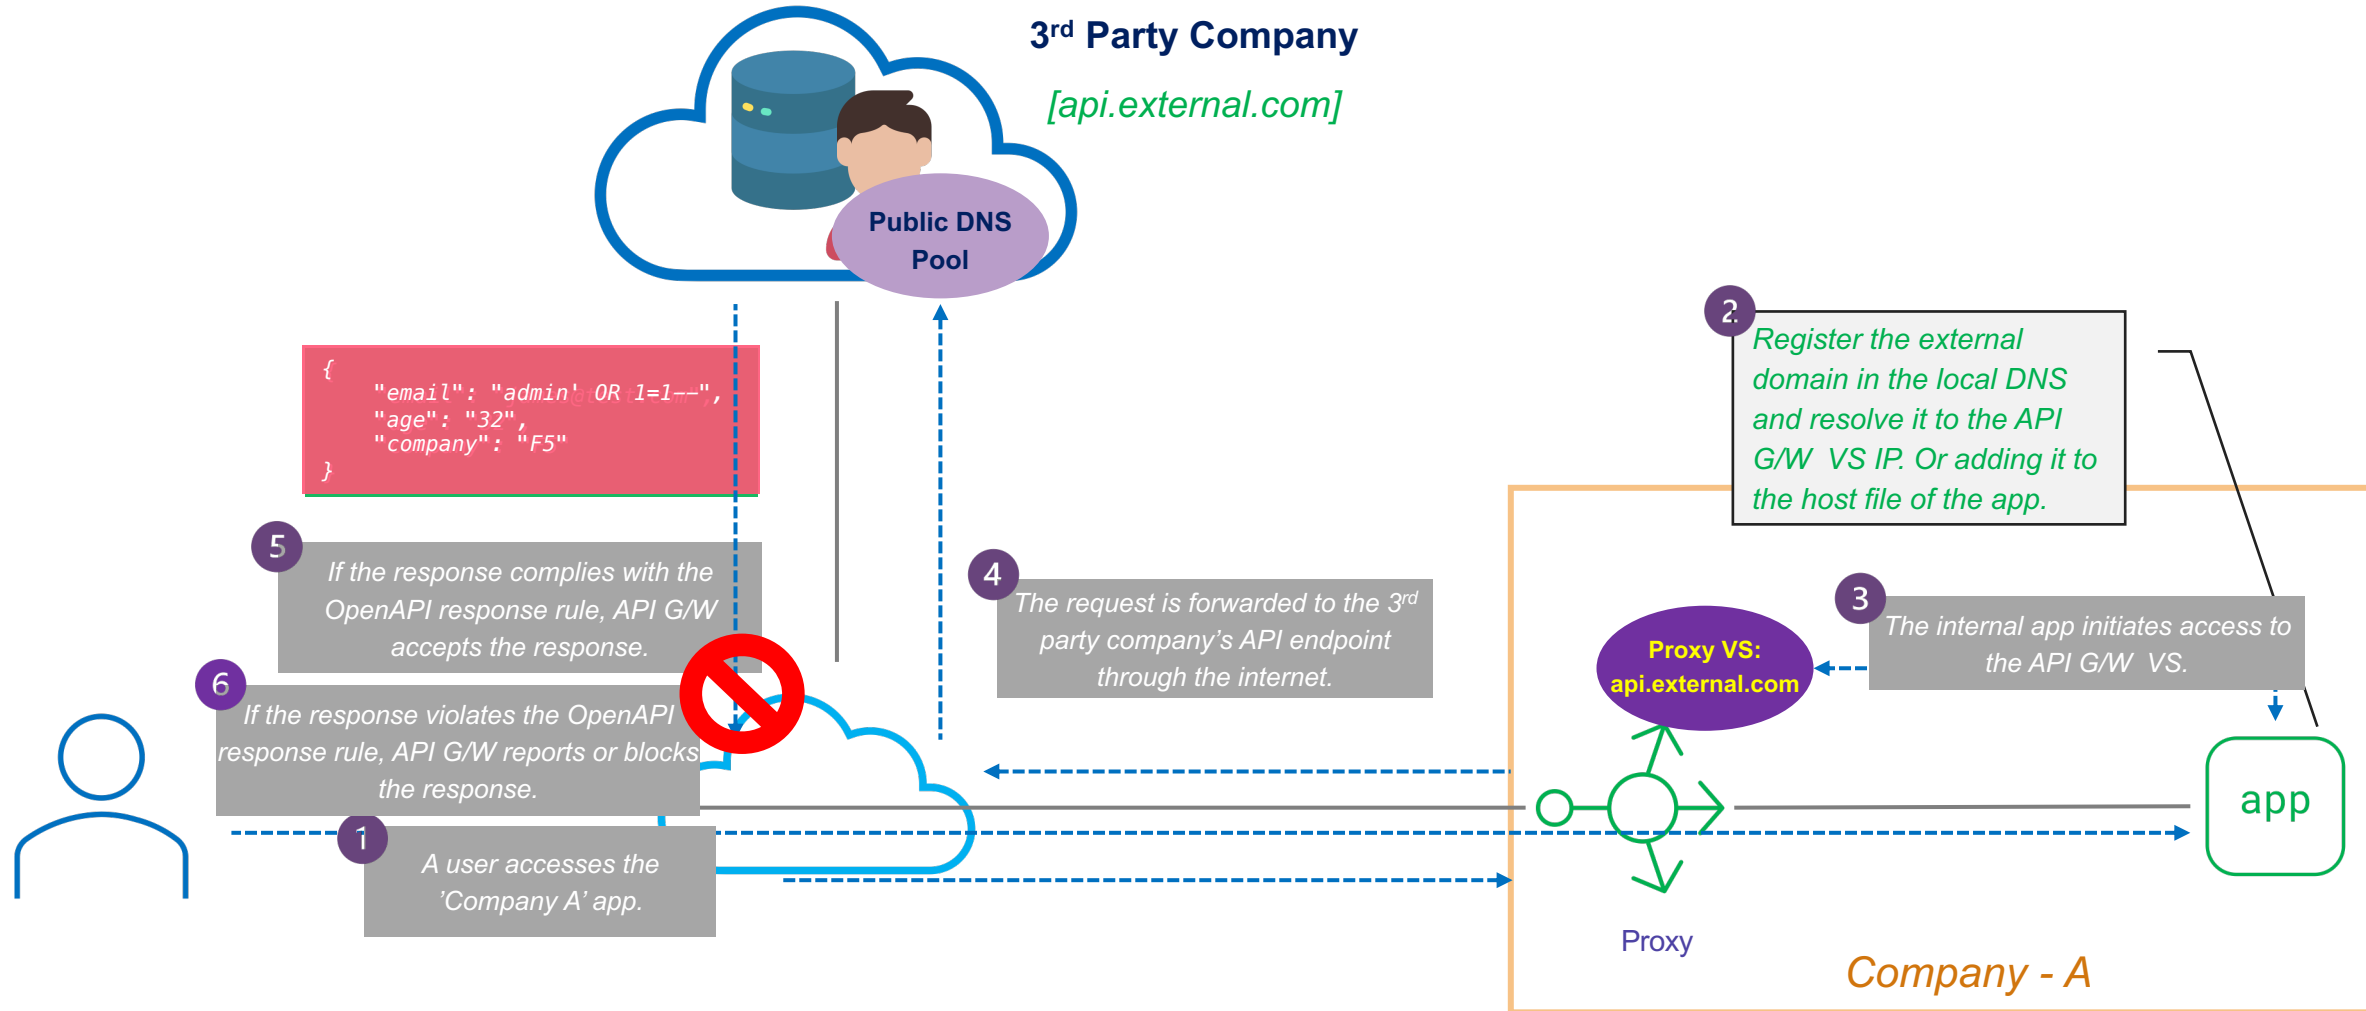 3rd Party Company
[api.external.com]
Public DNS
Pool
{
"email": "admin' OR 1=1——",
"age": "32",
"company": "F5"
}
2
Register the external
domain in the local DNS
and resolve it to the API
G/W  VS IP. Or adding it to
the host file of the app.
5
If the response complies with the
OpenAPI response rule, API G/W
accepts the response.
4
The request is forwarded to the 3rd
party company’s API endpoint
through the internet.
3
The internal app initiates access to
the API G/W  VS.
Proxy VS:
api.external.com
6
If the response violates the OpenAPI
response rule, API G/W reports or blocks
the response.
1
A user accesses the
’Company A’ app.
app
Proxy
Company - A